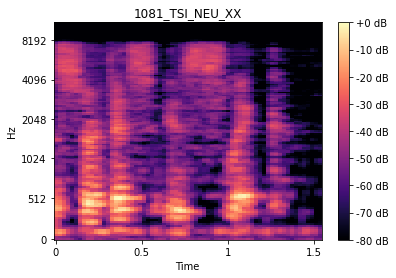 1081_TSI_NEU_XX
Hz
8192
4096
2048
1024
512
0
0
0.5
1
1.5
Time
+0 dB
-10 dB
-20 dB
-30 dB
-40 dB
-50 dB
-60 dB
-70 dB
-80 dB